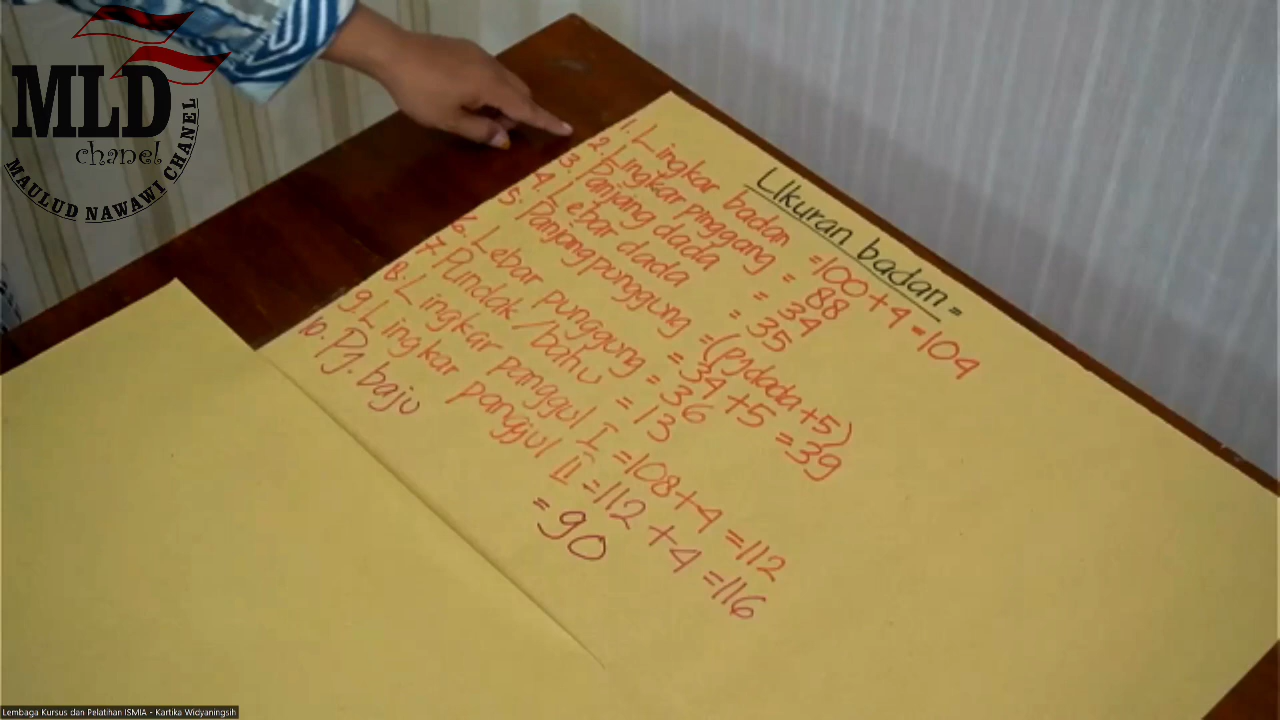 MLD
chanel
MAULUD NAWAWI CHANEL
Ukuran badan =
1. Lingkar badan = 100 + 4 = 104
2. Lingkar pinggang = 88
3. Panjang dada = 34
4. Lebar dada = 35
5. Panjang punggung = (pj dada + 5)
= 34 + 5 = 39
6. Lebar punggung = 36
7. Pundak / bahu = 13
8. Lingkar panggul I = 108 + 4 = 112
9. Lingkar panggul II = 112 + 4 = 116
10. Pj. baju = 90
Lembaga Kursus dan Pelatihan ISMIA - Kartika Widyaningsih